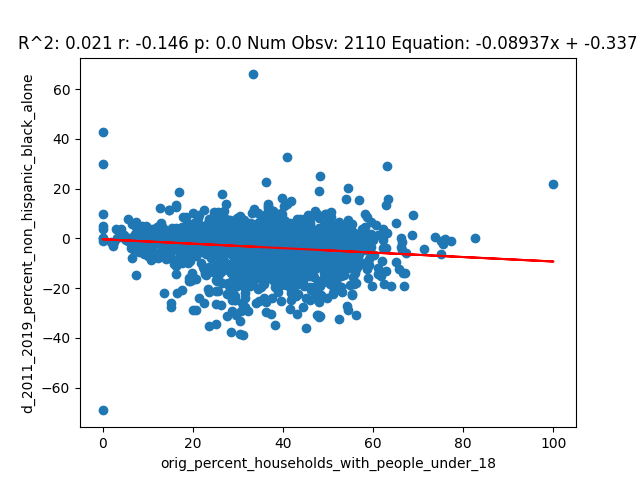 R^2: 0.021 r: -0.146 p: 0.0 Num Obsv: 2110 Equation: -0.08937x + -0.337
d_2011_2019_percent_non_hispanic_black_alone
60
40
20
0
−20
−40
−60
0 20 40 60 80 100
orig_percent_households_with_people_under_18